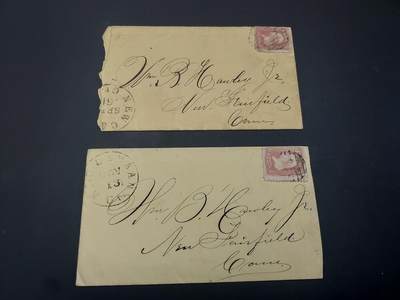 Wm B Hawley Jr.
New Fairfield
Conn
Wm. B. Hawley Jr.
New Fairfield
Conn